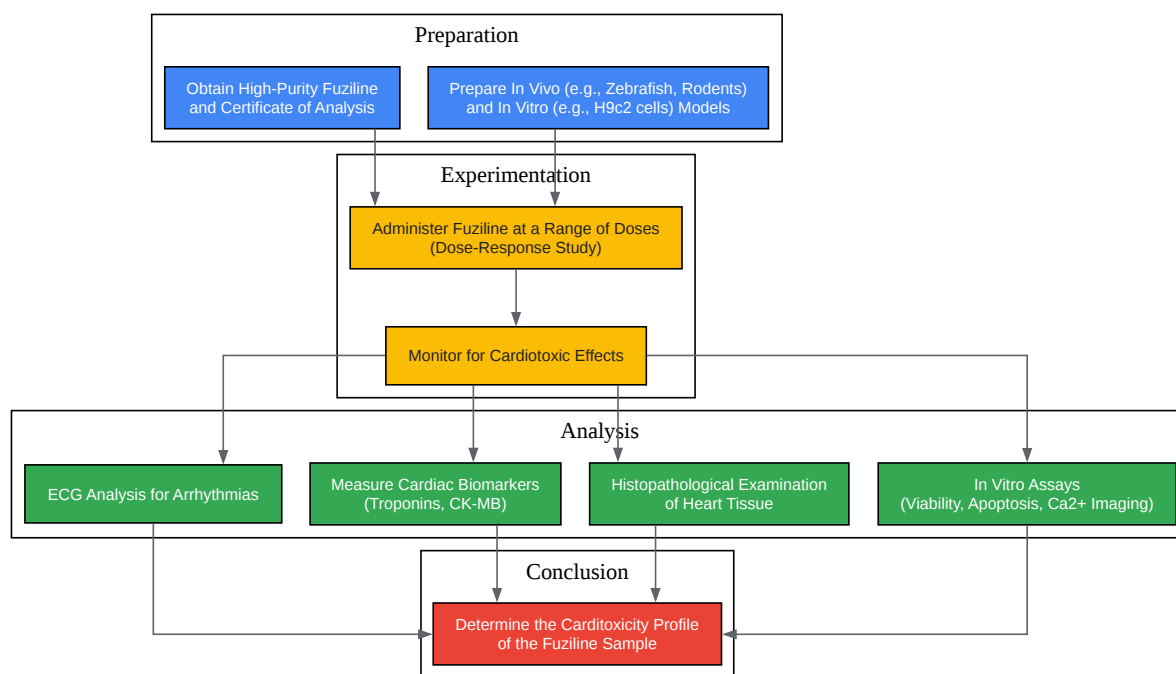 Preparation
Obtain High-Purity Fuziline
and Certificate of Analysis
Prepare In Vivo (e.g., Zebrafish, Rodents)
and In Vitro (e.g., H9c2 cells) Models
Experimentation
Administer Fuziline at a Range of Doses
(Dose-Response Study)
Monitor for Cardiotoxic Effects
Analysis
ECG Analysis for Arrhythmias
Measure Cardiac Biomarkers
(Troponins, CK-MB)
Histopathological Examination
of Heart Tissue
In Vitro Assays
(Viability, Apoptosis, Ca2+ Imaging)
Conclusion
Determine the Carditoxicity Profile
of the Fuziline Sample